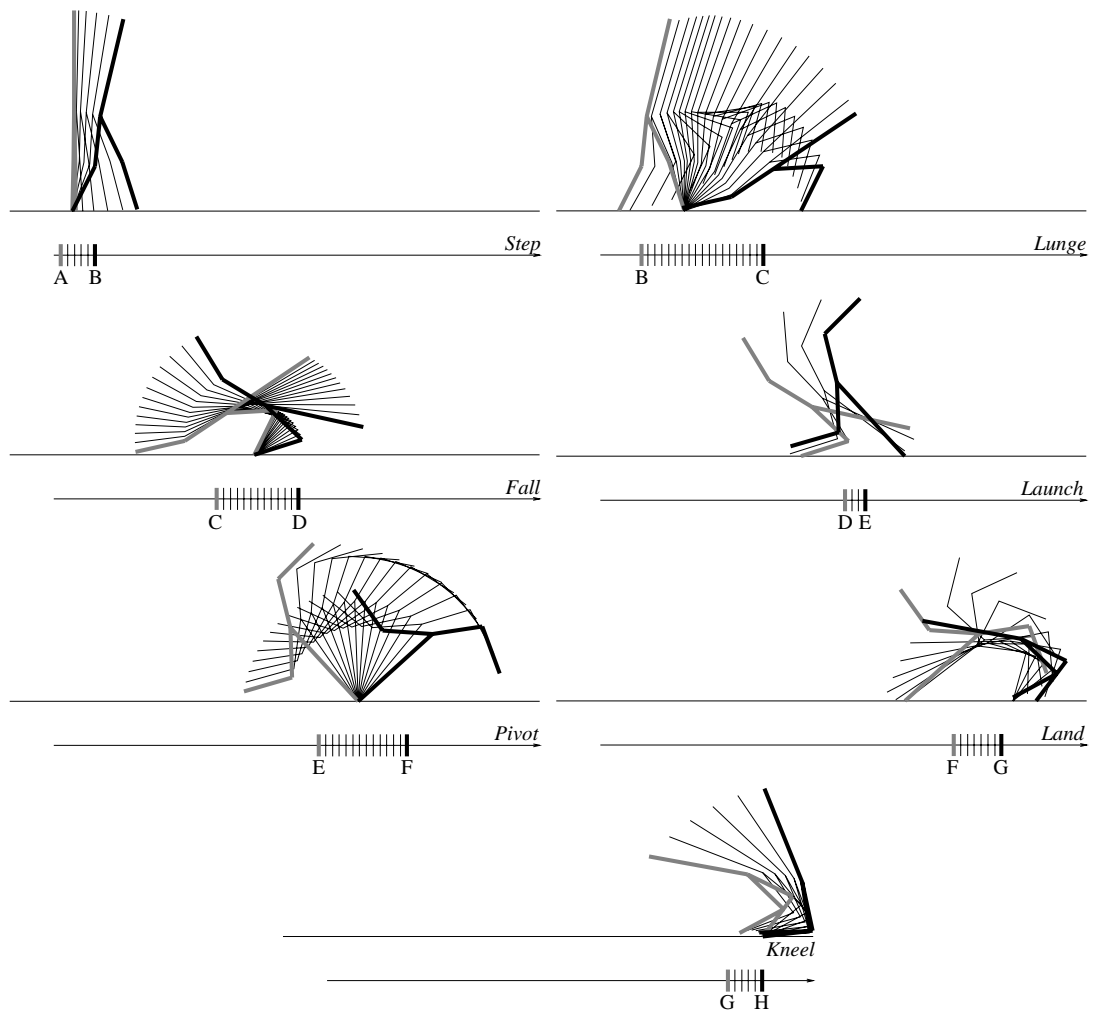 Step
A B
Lunge
B C
Fall
C D
Launch
D E
Pivot
E F
Land
F G
Kneel
G H